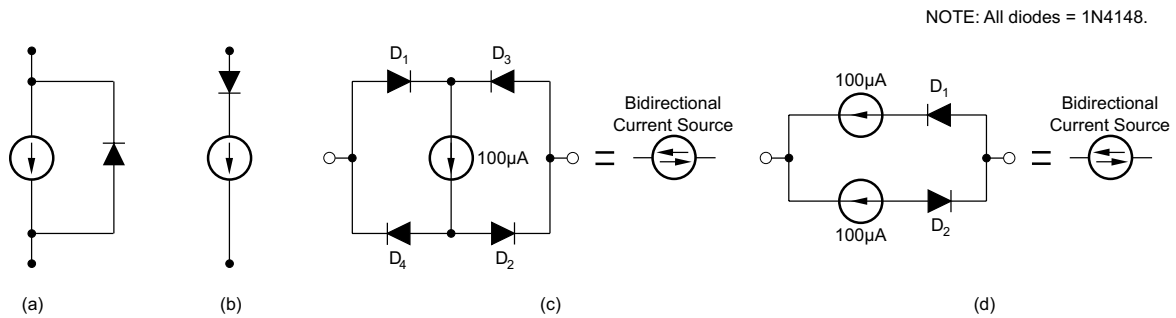 NOTE: All diodes = 1N4148.
D1
D3
100µA
D4
D2
Bidirectional
Current Source
=
100µA
D1
100µA
D2
Bidirectional
Current Source
=
(a)
(b)
(c)
(d)